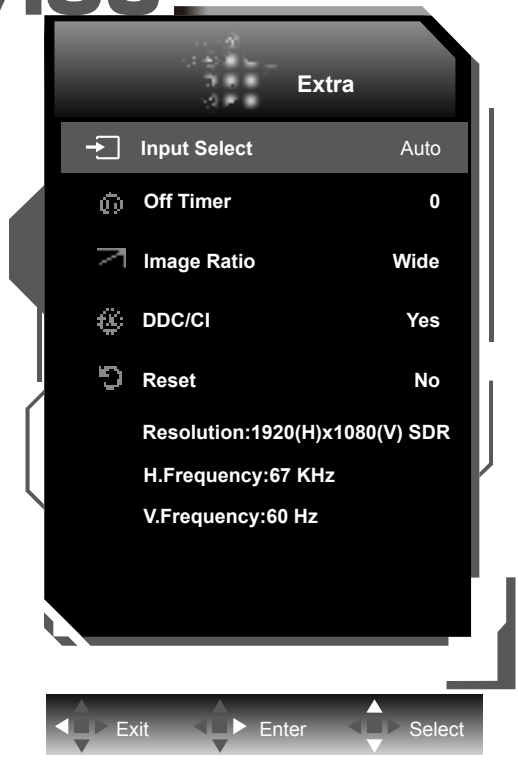 Extra
Input Select Auto
Off Timer 0
Image Ratio Wide
DDC/CI Yes
Reset No
Resolution:1920(H)x1080(V) SDR
H.Frequency:67 KHz
V.Frequency:60 Hz
Exit Enter Select